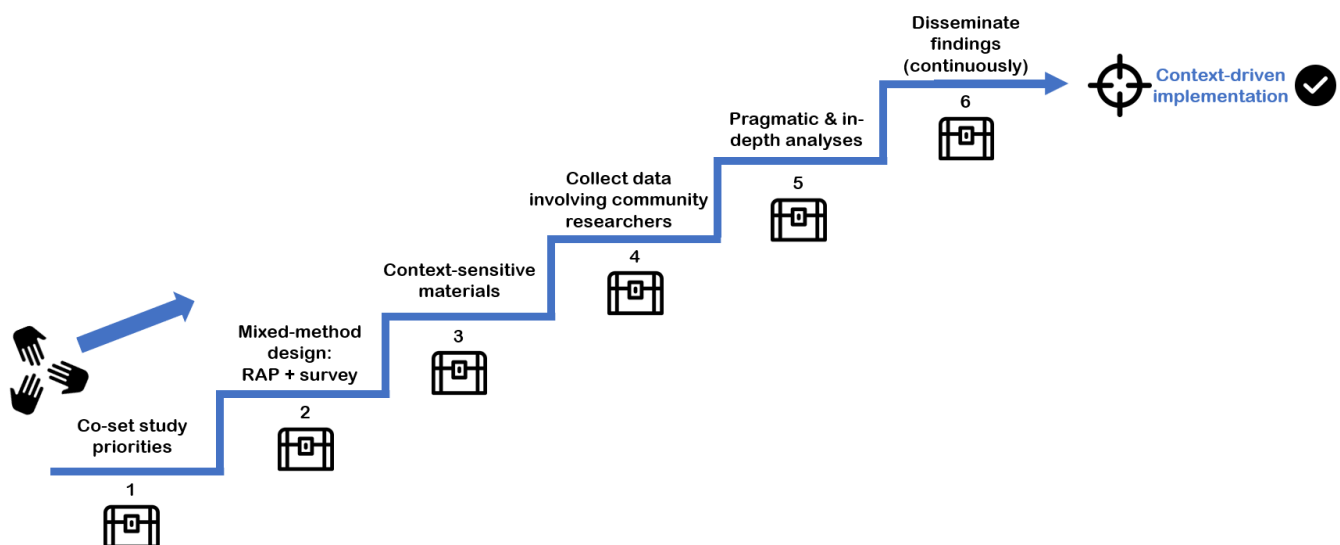 Co-set study
priorities
1
Mixed-method
design:
RAP + survey
2
Context-sensitive
materials
3
Collect data
involving community
researchers
4
Pragmatic & in-
depth analyses
5
Disseminate
findings
(continuously)
6
Context-driven
implementation